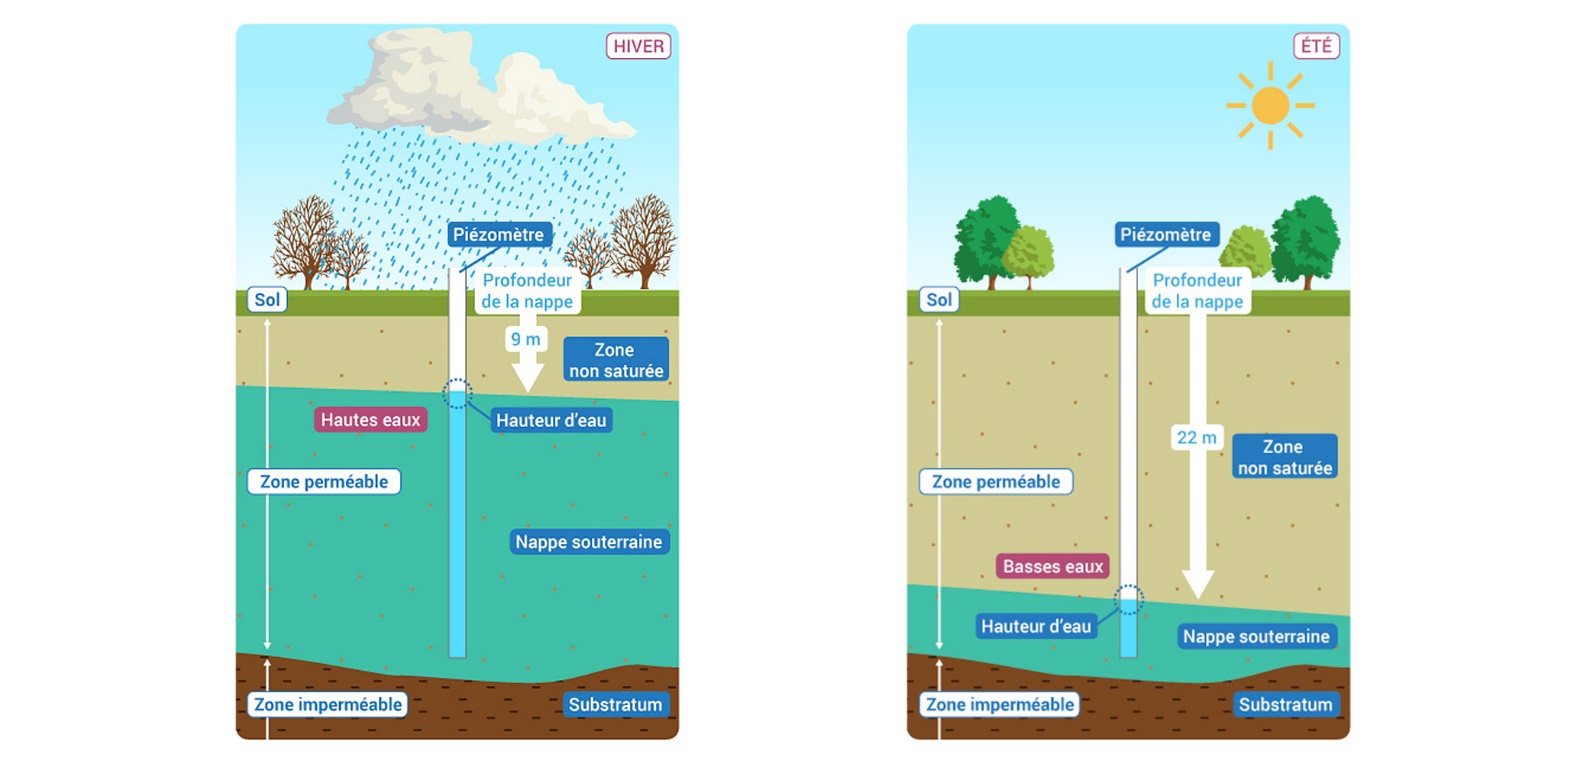 HIVER
Piézomètre
Profondeur
de la nappe
Sol
9 m
Zone
non saturée
Hautes eaux
Hauteur d'eau
Zone perméable
Nappe souterraine
Zone imperméable
Substratum
ÉTÉ
Piézomètre
Profondeur
de la nappe
Sol
22 m
Zone
non saturée
Zone perméable
Basses eaux
Hauteur d'eau
Nappe souterraine
Zone imperméable
Substratum